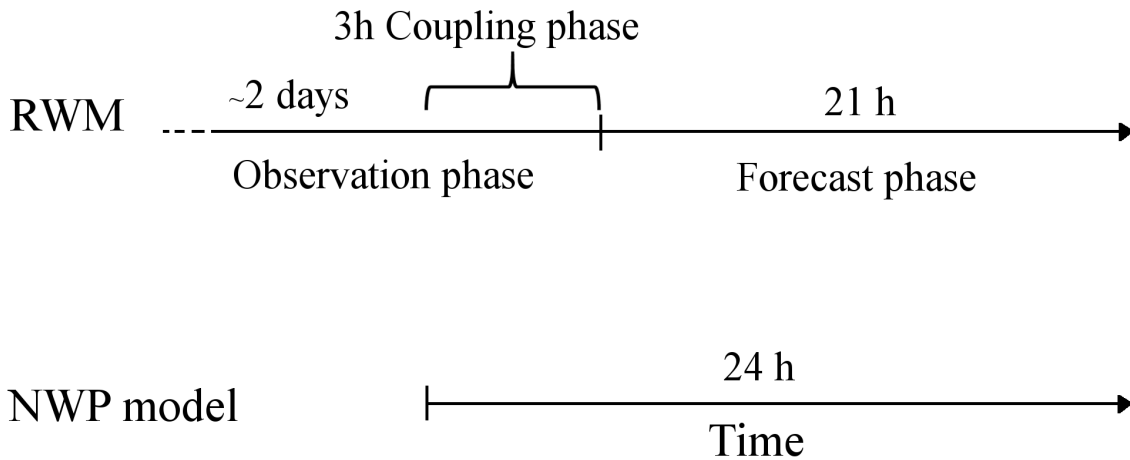 3h Coupling phase
~2 days
21 h
RWM
Observation phase
Forecast phase
24 h
NWP model
Time